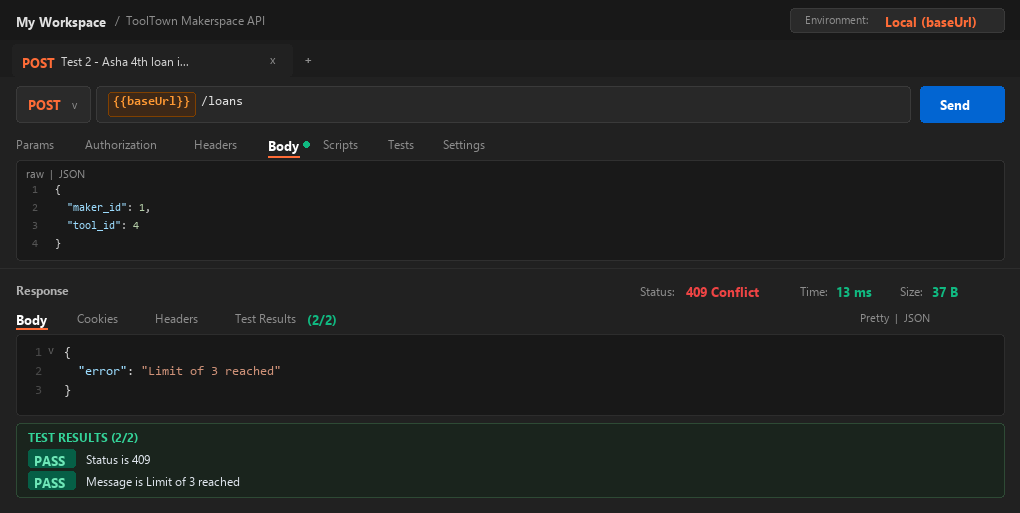 My Workspace / ToolTown Makerspace API Environment: Local (baseUrl)
POST Test 2 - Asha 4th loan i... x +
POST v {{baseUrl}} /loans Send
Params Authorization Headers Body Scripts Tests Settings
raw | JSON
1 {
2 "maker_id": 1,
3 "tool_id": 4
4 }
Response Status: 409 Conflict Time: 13 ms Size: 37 B
Body Cookies Headers Test Results (2/2) Pretty | JSON
1 v {
2 "error": "Limit of 3 reached"
3 }
TEST RESULTS (2/2)
PASS Status is 409
PASS Message is Limit of 3 reached